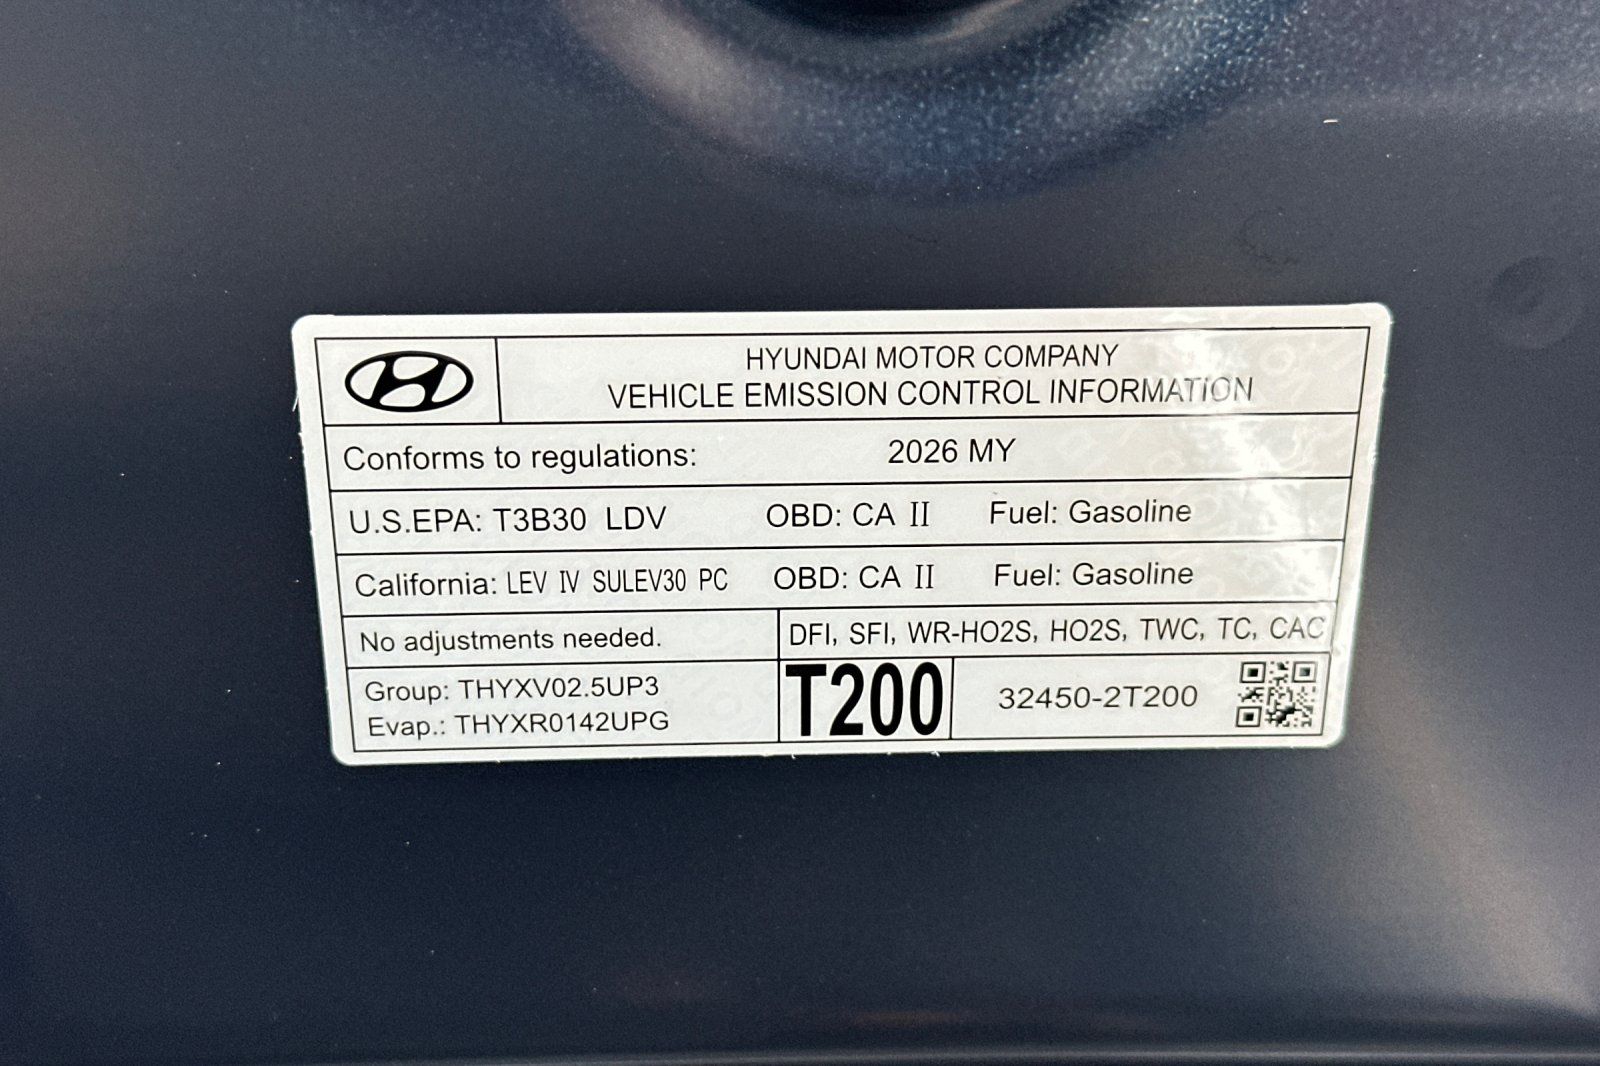 HYUNDAI MOTOR COMPANY
VEHICLE EMISSION CONTROL INFORMATION
Conforms to regulations: 2026 MY
U.S.EPA: T3B30 LDV OBD: CA II Fuel: Gasoline
California: LEV IV SULEV30 PC OBD: CA II Fuel: Gasoline
No adjustments needed. DFI, SFI, WR-HO2S, HO2S, TWC, TC, CAC
Group: THYXV02.5UP3
Evap.: THYXR0142UPG
T200 32450-2T200